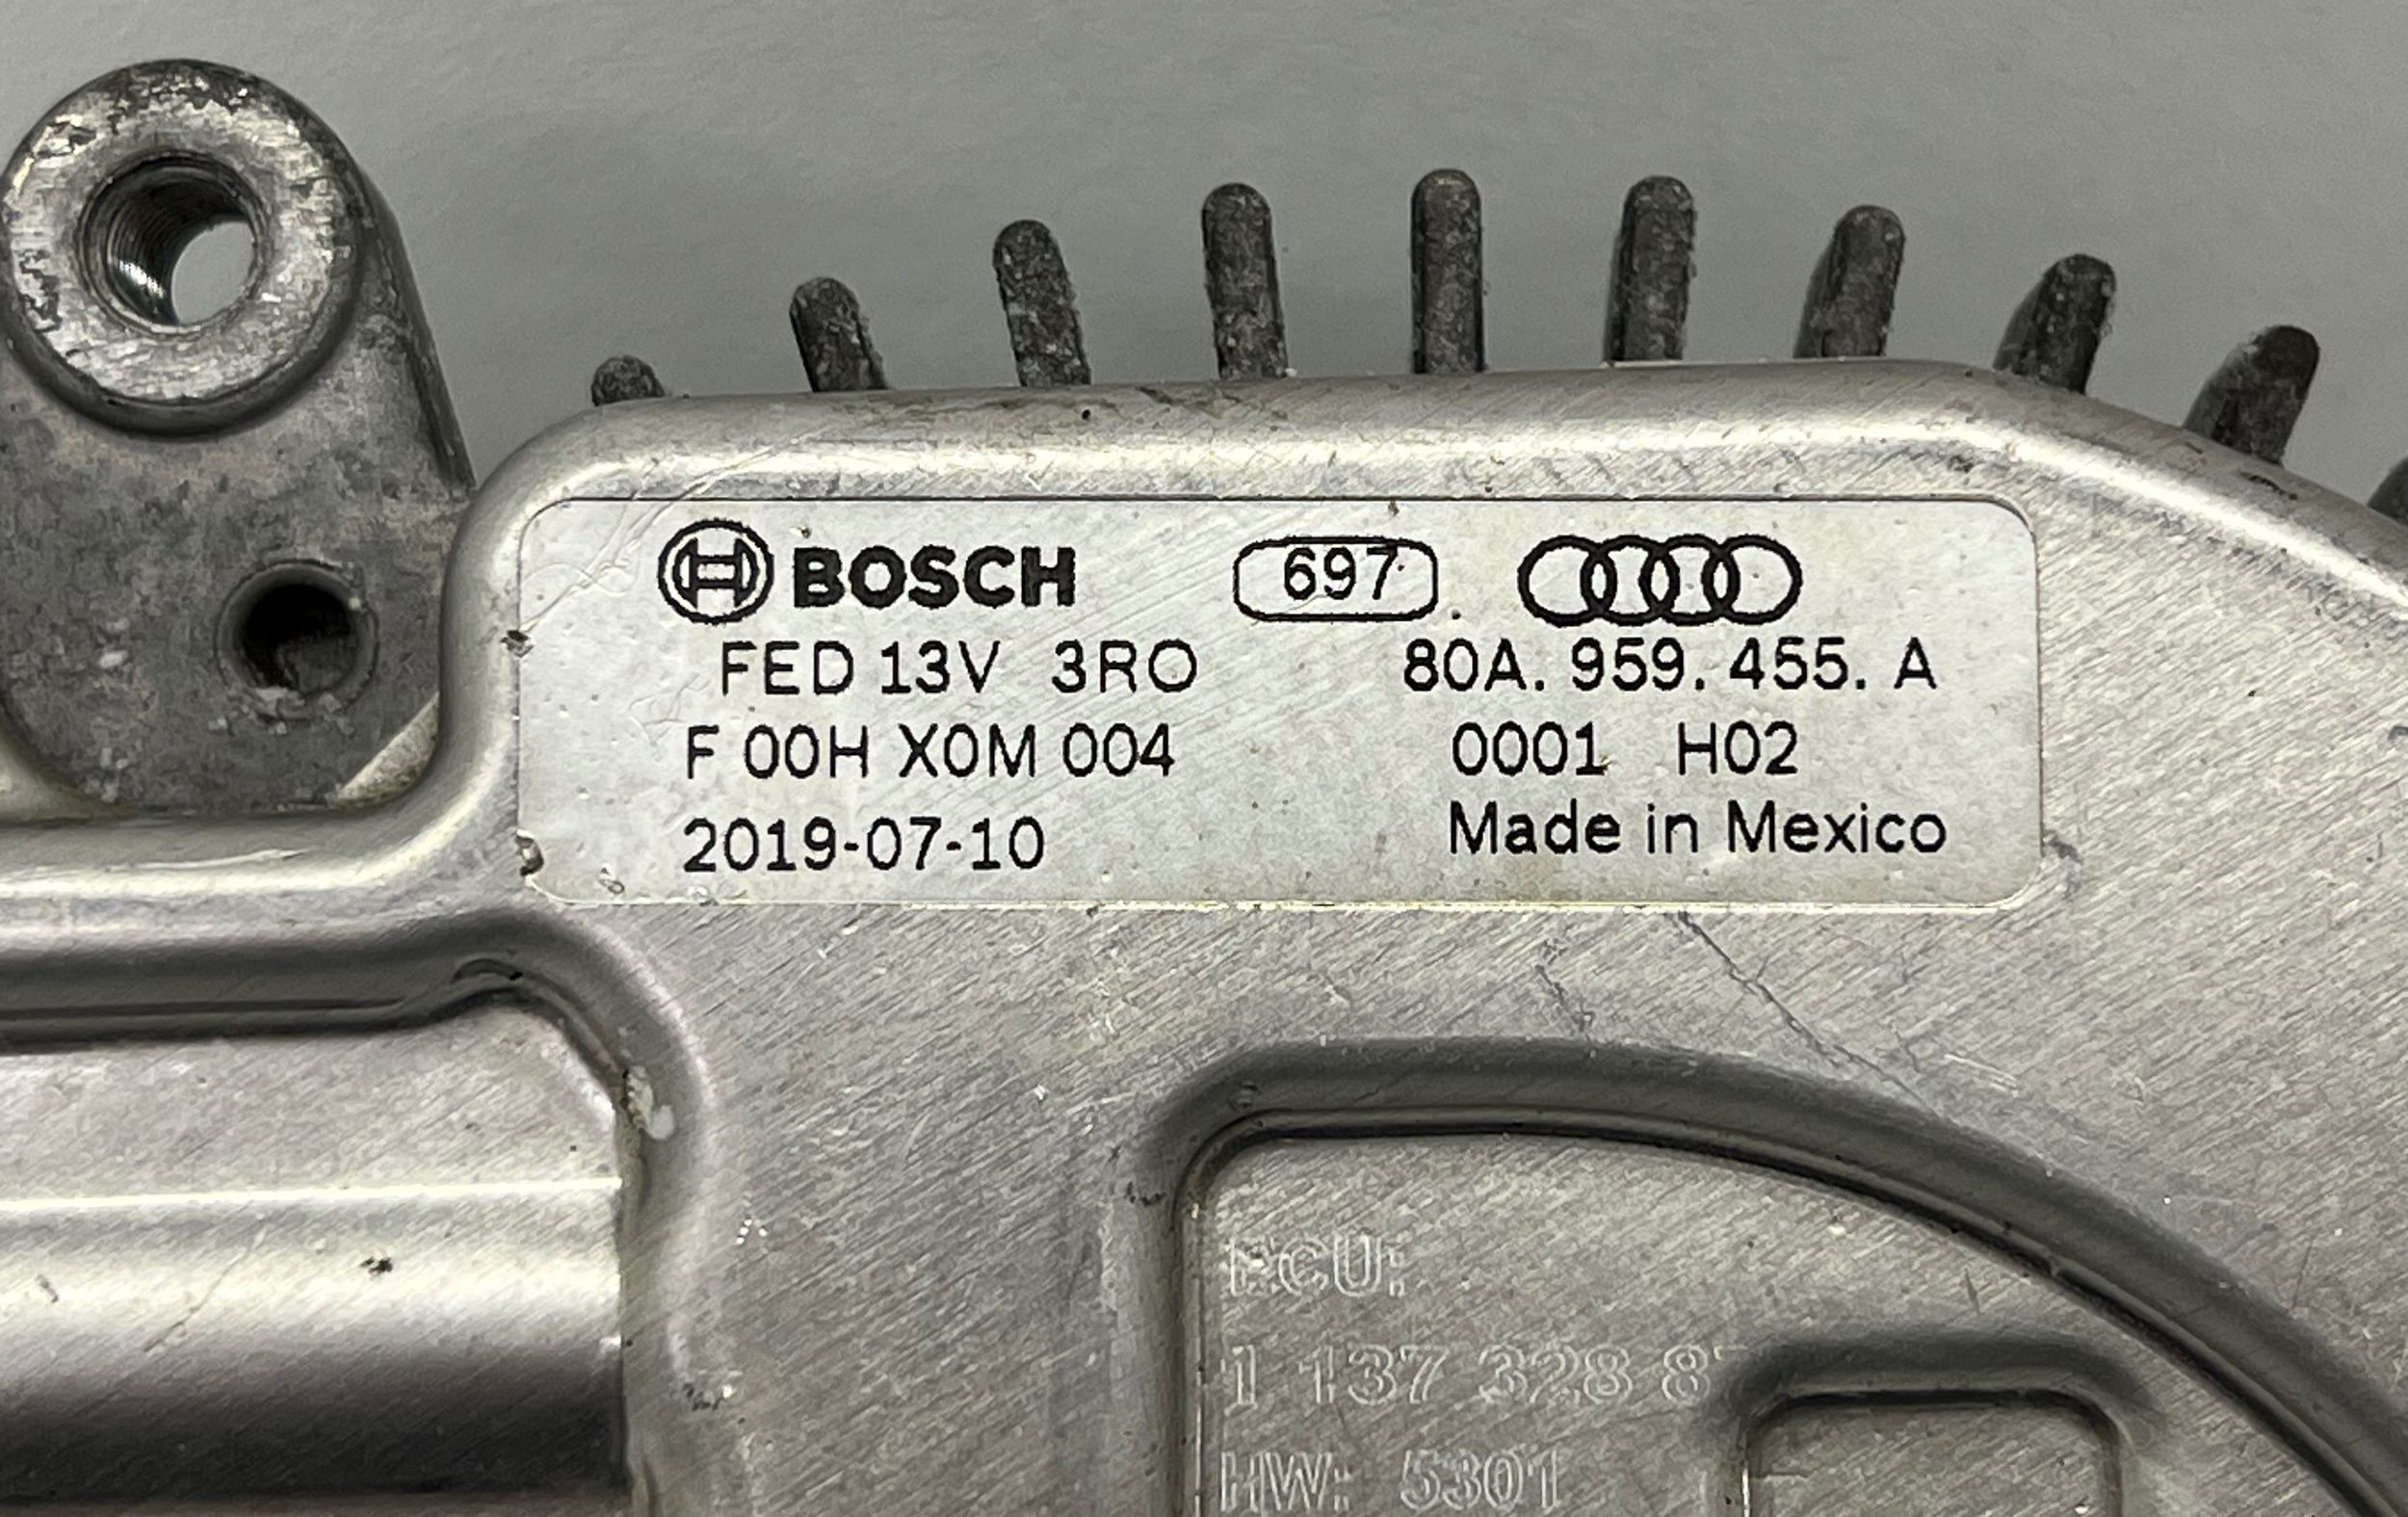 BOSCH 697
FED 13V 3RO 80A. 959. 455. A
F 00H X0M 004 0001 H02
2019-07-10 Made in Mexico
ECU:
1 137 328
HW: 5301